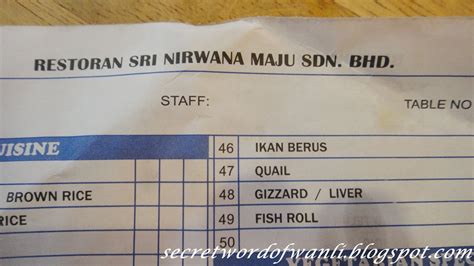 RESTORAN SRI NIRWANA MAJU SDN. BHD.
STAFF: TABLE NO
UISINE
46 IKAN BERUS
47 QUAIL
BROWN RICE
48 GIZZARD / LIVER
49 FISH ROLL
50
secretwordofwanli.blogspot.com